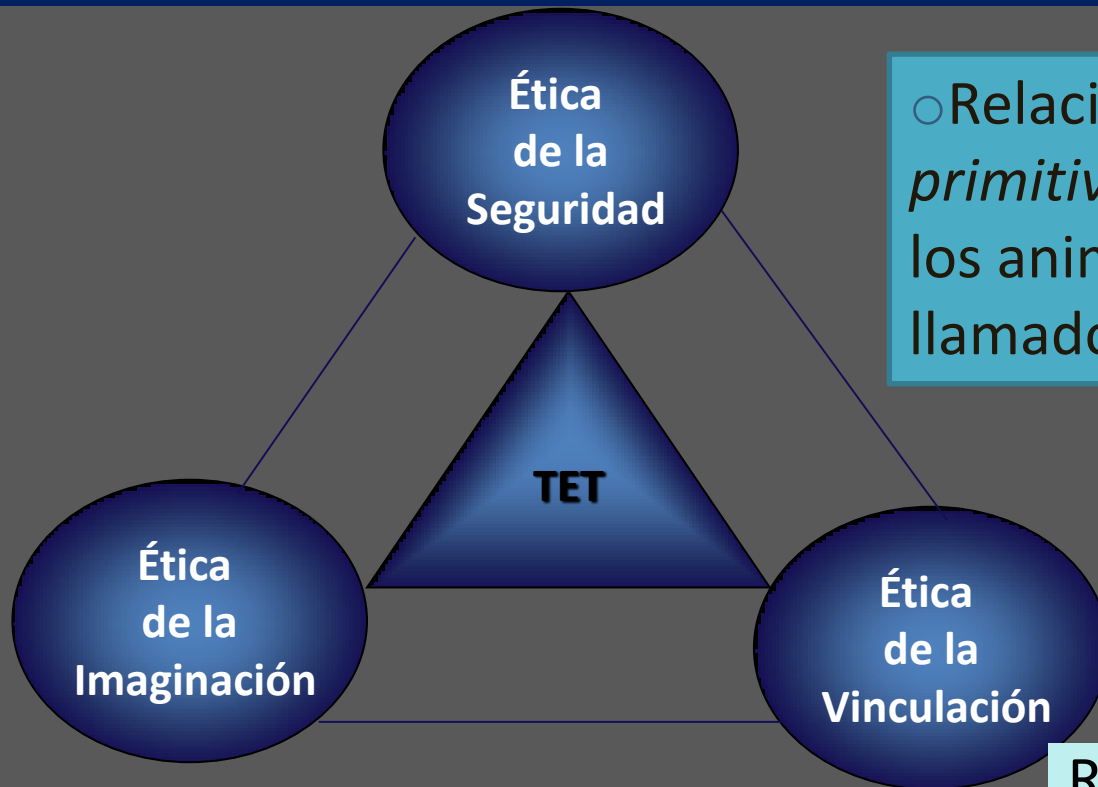 Ética
de la
Seguridad
Relaci
primitiv
los anim
llamado
TET
Ética
de la
Imaginación
Ética
de la
Vinculación
R